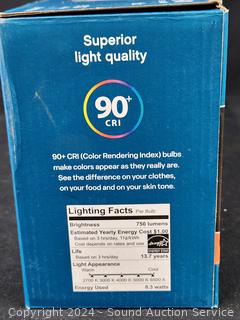 Superior
light quality
90+
CRI
90+ CRI (Color Rendering Index) bulbs
make colors appear as they really are.
See the difference on your clothes,
on your food and on your skin tone.
Lighting Facts Per Bulb
Brightness 750 lumens
Estimated Yearly Energy Cost $1.00
Based on 3 hrs/day, 11¢/kWh
Cost depends on rates and use
Life
Based on 3 hrs/day 13.7 years
Light Appearance
Warm Cool
2700 K 3000 K 4000 K 5000 K 6500 K
Energy Used 8.3 watts
Copyright 2024 - Sound Auction Service